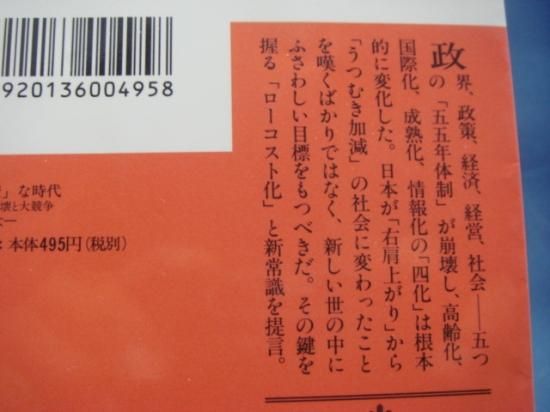 政界、政策、経済、経営、社会――五つ
の「五五年体制」が崩壊し、高齢化、
国際化、成熟化、情報化の「四化」は根本
的に変化した。日本が「右肩上がり」から
「うつむき加減」の社会に変わったこと
を嘆くばかりではなく、新しい世の中に
ふさわしい目標をもつべきだ。その鍵を
握る「ローコスト化」と新常識を提言。
920136004958
」な時代
壊と大競争
本体495円(税別)